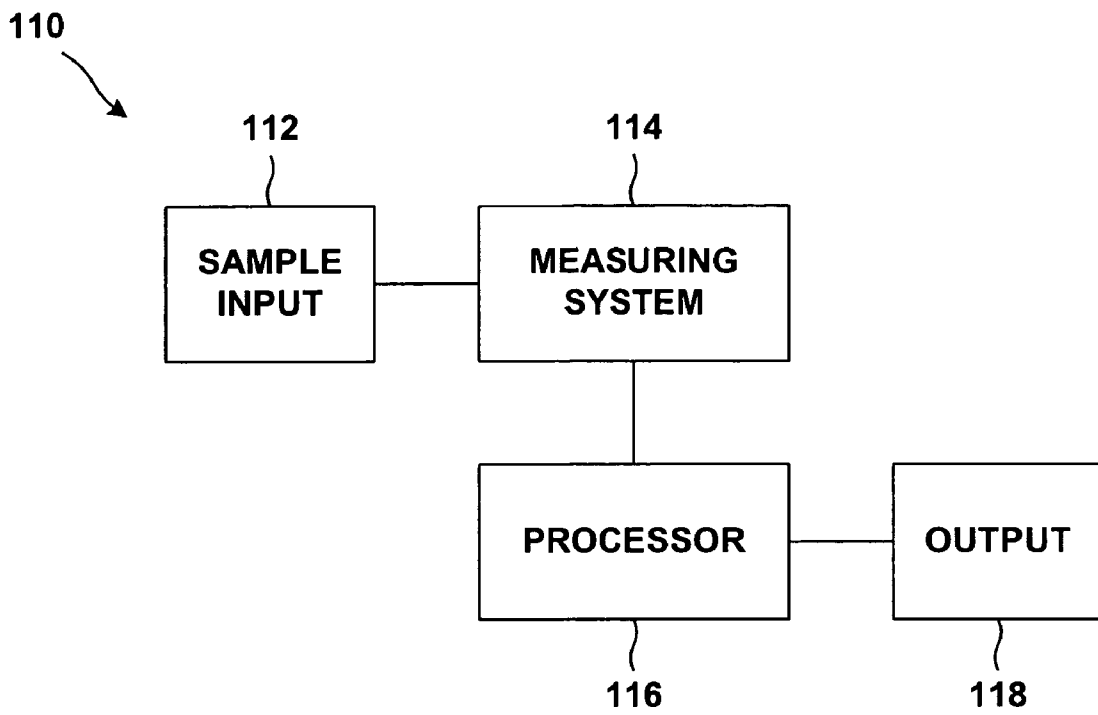 110
112
114
SAMPLE
INPUT
MEASURING
SYSTEM
PROCESSOR
OUTPUT
116
118